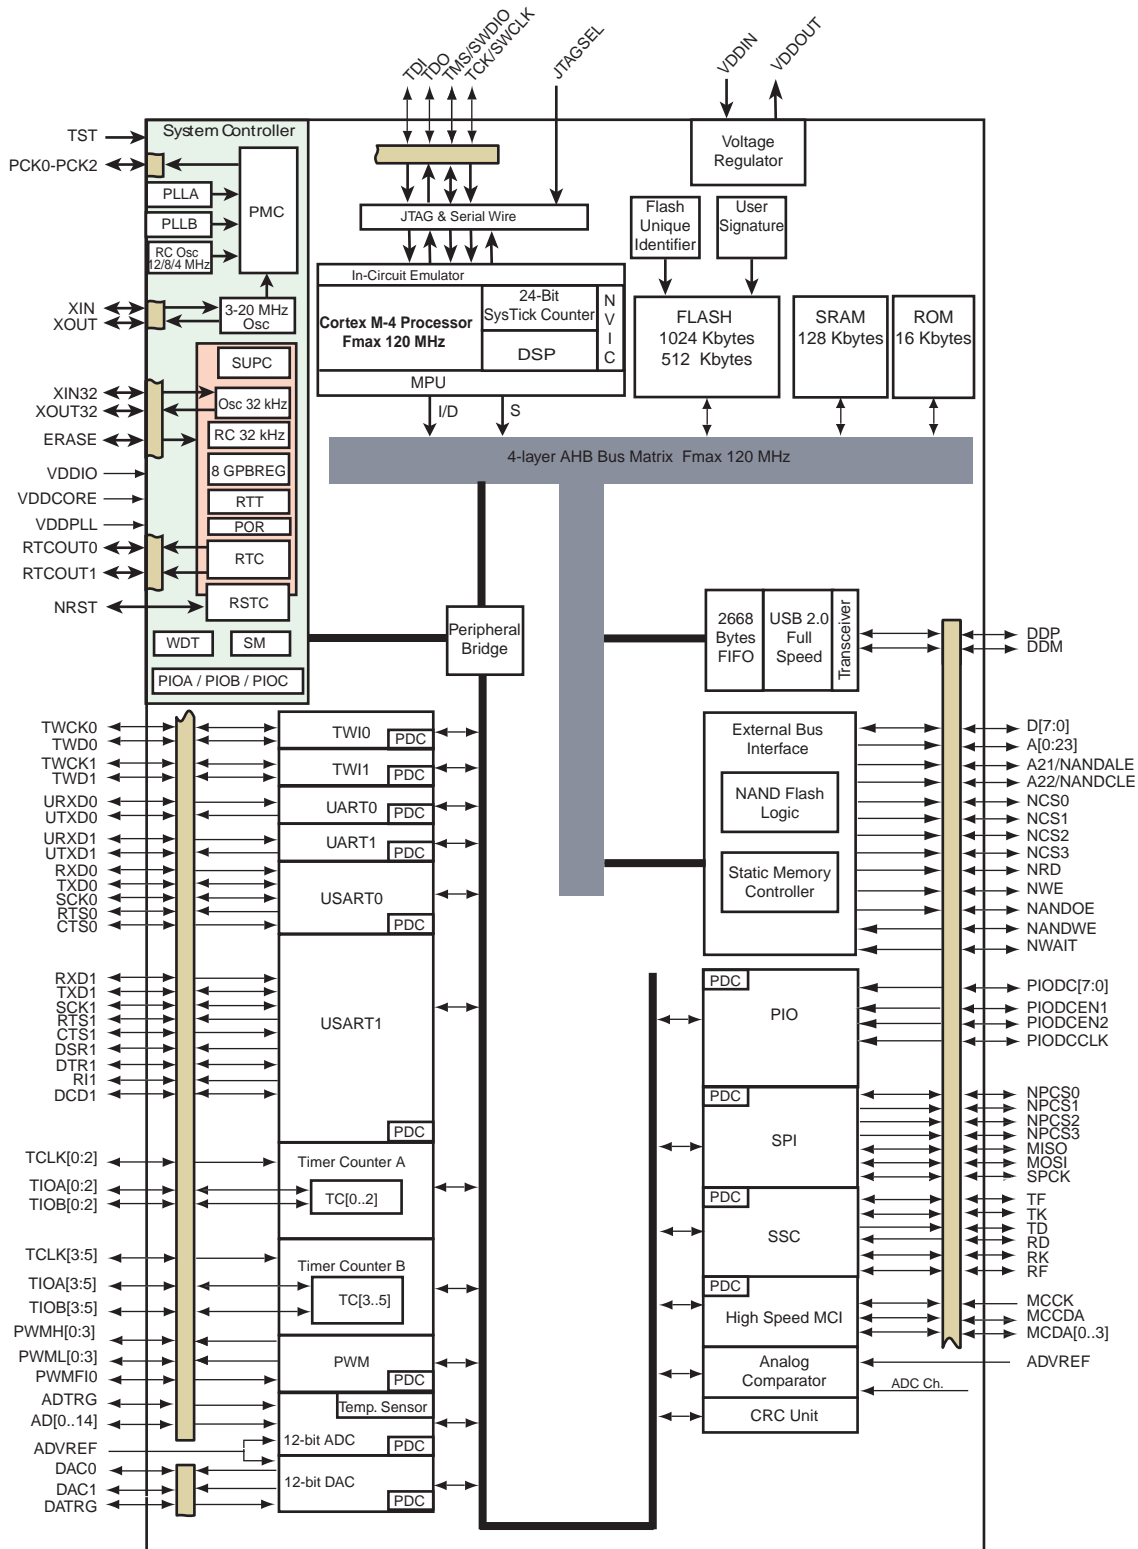 TDI
TDO
TMS/SWDIO
TCK/SWCLK
JTAGSEL
VDDIN
VDDOUT
TST
System Controller
PCK0-PCK2
PLLA
PLLB
RC Osc
12/8/4 MHz
PMC
XIN
XOUT
3-20 MHz
Osc
SUPC
XIN32
XOUT32
Osc 32 kHz
ERASE
RC 32 kHz
VDDIO
8 GPBREG
VDDCORE
RTT
VDDPLL
POR
RTCOUT0
RTCOUT1
RTC
NRST
RSTC
WDT
SM
PIOA / PIOB / PIOC
JTAG & Serial Wire
In-Circuit Emulator
Cortex M-4 Processor
Fmax 120 MHz
24-Bit
SysTick Counter
DSP
N
V
I
C
MPU
I/D
S
Voltage
Regulator
Flash
Unique
Identifier
User
Signature
FLASH
1024 Kbytes
512 Kbytes
SRAM
128 Kbytes
ROM
16 Kbytes
4-layer AHB Bus Matrix Fmax 120 MHz
Peripheral
Bridge
2668
Bytes
FIFO
USB 2.0
Full
Speed
Transceiver
DDP
DDM
TWCK0
TWD0
TWI0
PDC
TWCK1
TWD1
TWI1
PDC
URXD0
UTXD0
UART0
PDC
URXD1
UTXD1
UART1
PDC
RXD0
TXD0
SCK0
RTS0
CTS0
USART0
PDC
RXD1
TXD1
SCK1
RTS1
CTS1
DSR1
DTR1
RI1
DCD1
USART1
PDC
TCLK[0:2]
TIOA[0:2]
TIOB[0:2]
Timer Counter A
TC[0..2]
TCLK[3:5]
TIOA[3:5]
TIOB[3:5]
Timer Counter B
TC[3..5]
PWMH[0:3]
PWML[0:3]
PWMFI0
PWM
PDC
ADTRG
AD[0..14]
ADVREF
Temp. Sensor
12-bit ADC
PDC
DAC0
DAC1
DATRG
12-bit DAC
PDC
External Bus
Interface
NAND Flash
Logic
Static Memory
Controller
D[7:0]
A[0:23]
A21/NANDALE
A22/NANDCLE
NCS0
NCS1
NCS2
NCS3
NRD
NWE
NANDOE
NANDWE
NWAIT
PDC
PIO
PIODC[7:0]
PIODCEN1
PIODCEN2
PIODCCLK
PDC
SPI
NPCS0
NPCS1
NPCS2
NPCS3
MISO
MOSI
SPCK
PDC
SSC
TF
TK
TD
RD
RK
RF
PDC
High Speed MCI
MCCK
MCCDA
MCDA[0..3]
Analog
Comparator
ADVREF
ADC Ch.
CRC Unit